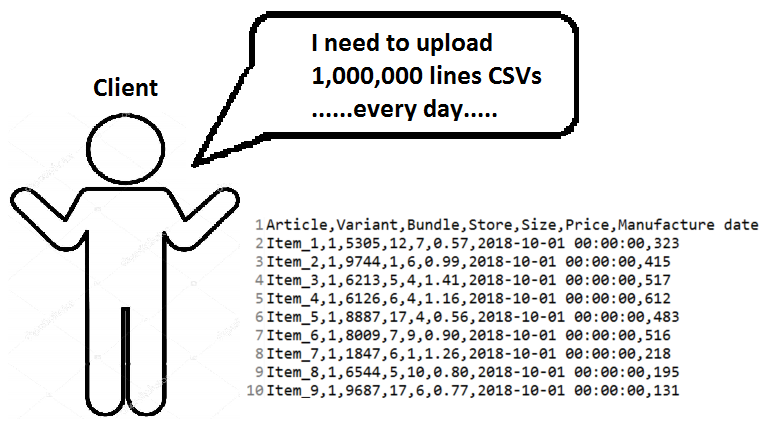 I need to upload
1,000,000 lines CSVs
......every day.....
Client
1 Article,Variant,Bundle,Store,Size,Price,Manufacture date
2 Item_1,1,5305,12,7,0.57,2018-10-01 00:00:00,323
3 Item_2,1,9744,1,6,0.99,2018-10-01 00:00:00,415
4 Item_3,1,6213,5,4,1.41,2018-10-01 00:00:00,517
5 Item_4,1,6126,6,4,1.16,2018-10-01 00:00:00,612
6 Item_5,1,8887,17,4,0.56,2018-10-01 00:00:00,483
7 Item_6,1,8009,7,9,0.90,2018-10-01 00:00:00,516
8 Item_7,1,1847,6,1,1.26,2018-10-01 00:00:00,218
9 Item_8,1,6544,5,10,0.80,2018-10-01 00:00:00,195
10 Item_9,1,9687,17,6,0.77,2018-10-01 00:00:00,131